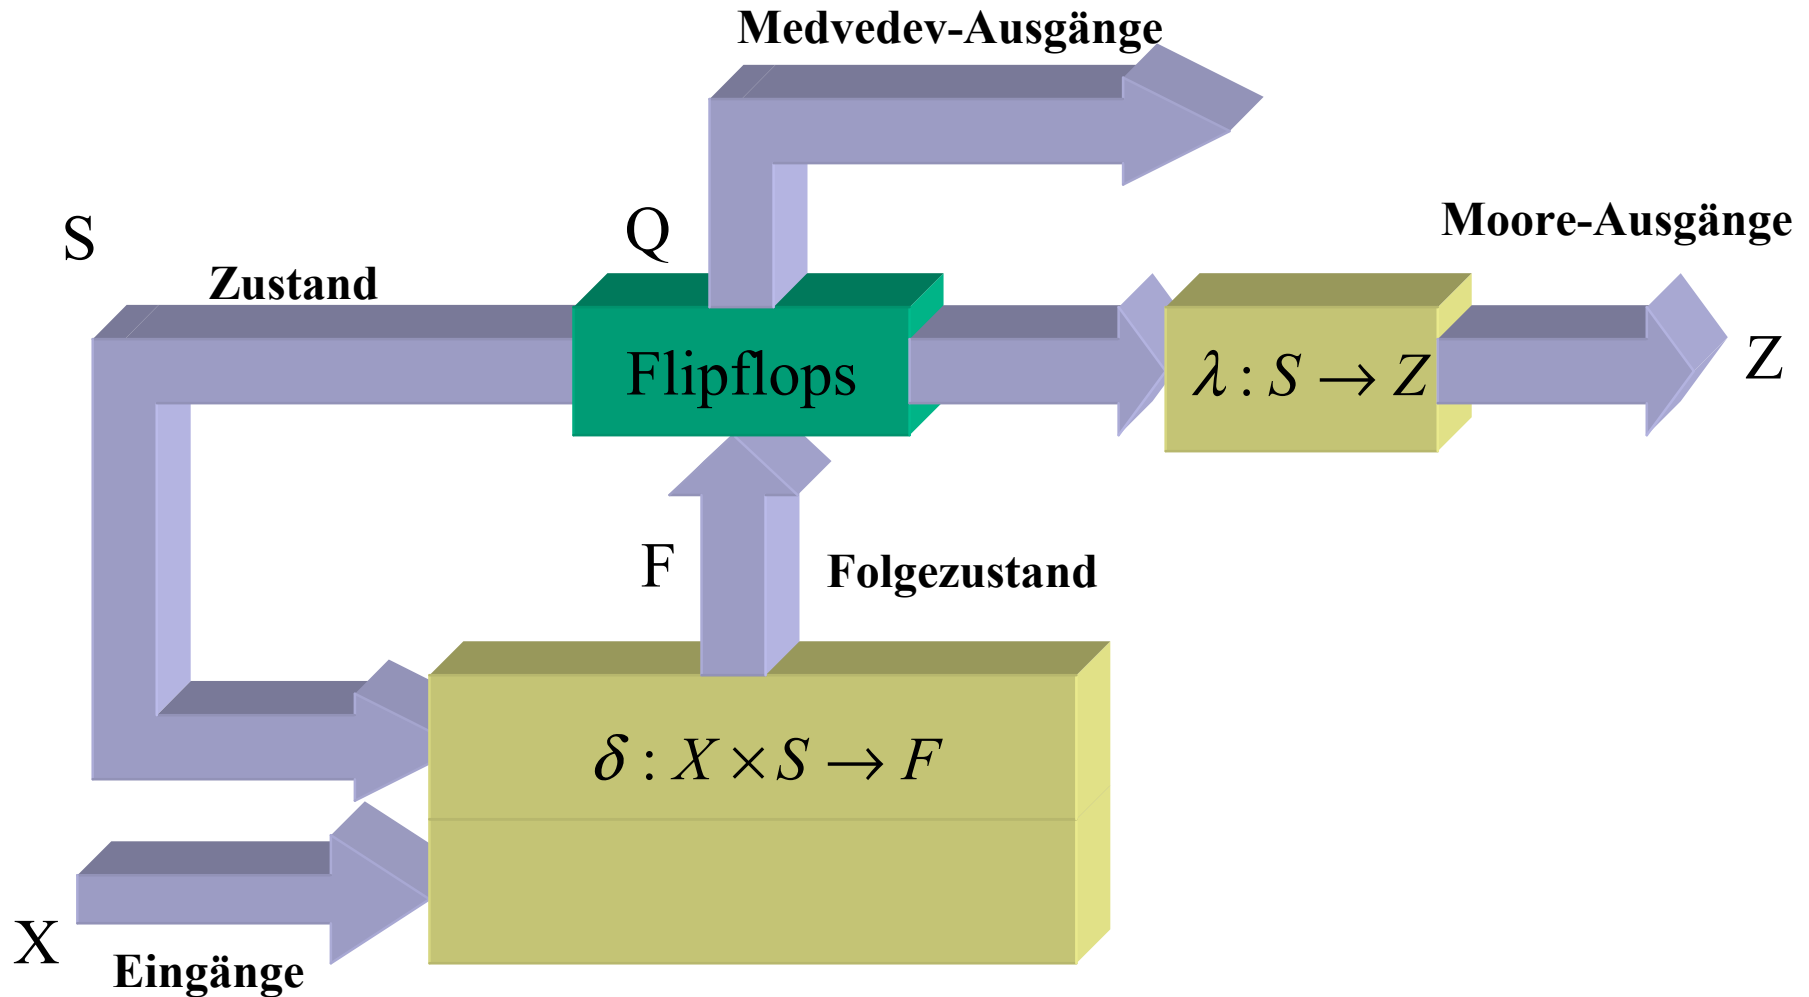 Medvedev-Ausgänge
S
Q
Moore-Ausgänge
Zustand
Flipflops
λ : S → Z
Z
F
Folgezustand
δ : X × S → F
X
Eingänge